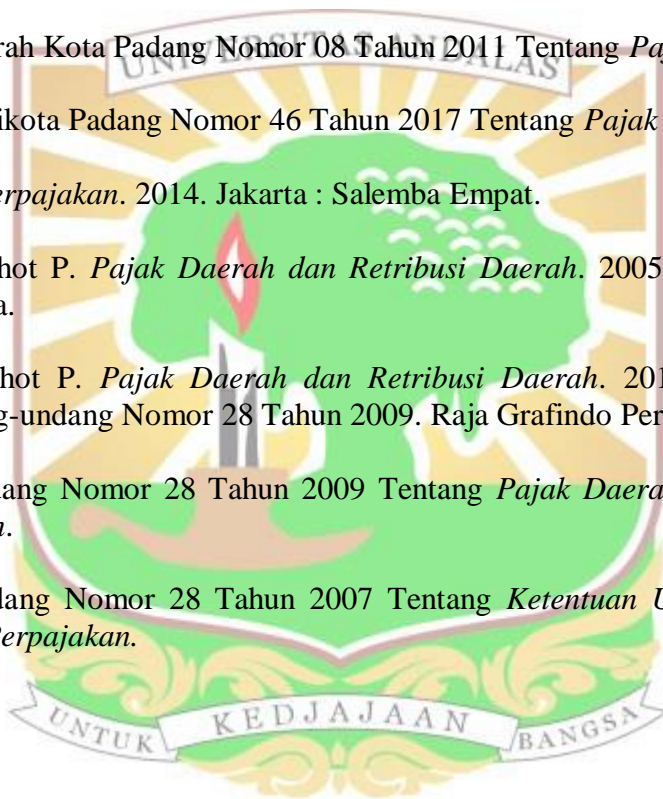 UNIVERSITAS ANDALAS
rah Kota Padang Nomor 08 Tahun 2011 Tentang Paj
ikota Padang Nomor 46 Tahun 2017 Tentang Pajak
erpajakan. 2014. Jakarta : Salemba Empat.
hot P. Pajak Daerah dan Retribusi Daerah. 2005
a.
hot P. Pajak Daerah dan Retribusi Daerah. 201
g-undang Nomor 28 Tahun 2009. Raja Grafindo Per
dang Nomor 28 Tahun 2009 Tentang Pajak Daera
n.
dang Nomor 28 Tahun 2007 Tentang Ketentuan U
Perpajakan.
UNTUK KEDJAJAAN BANGSA